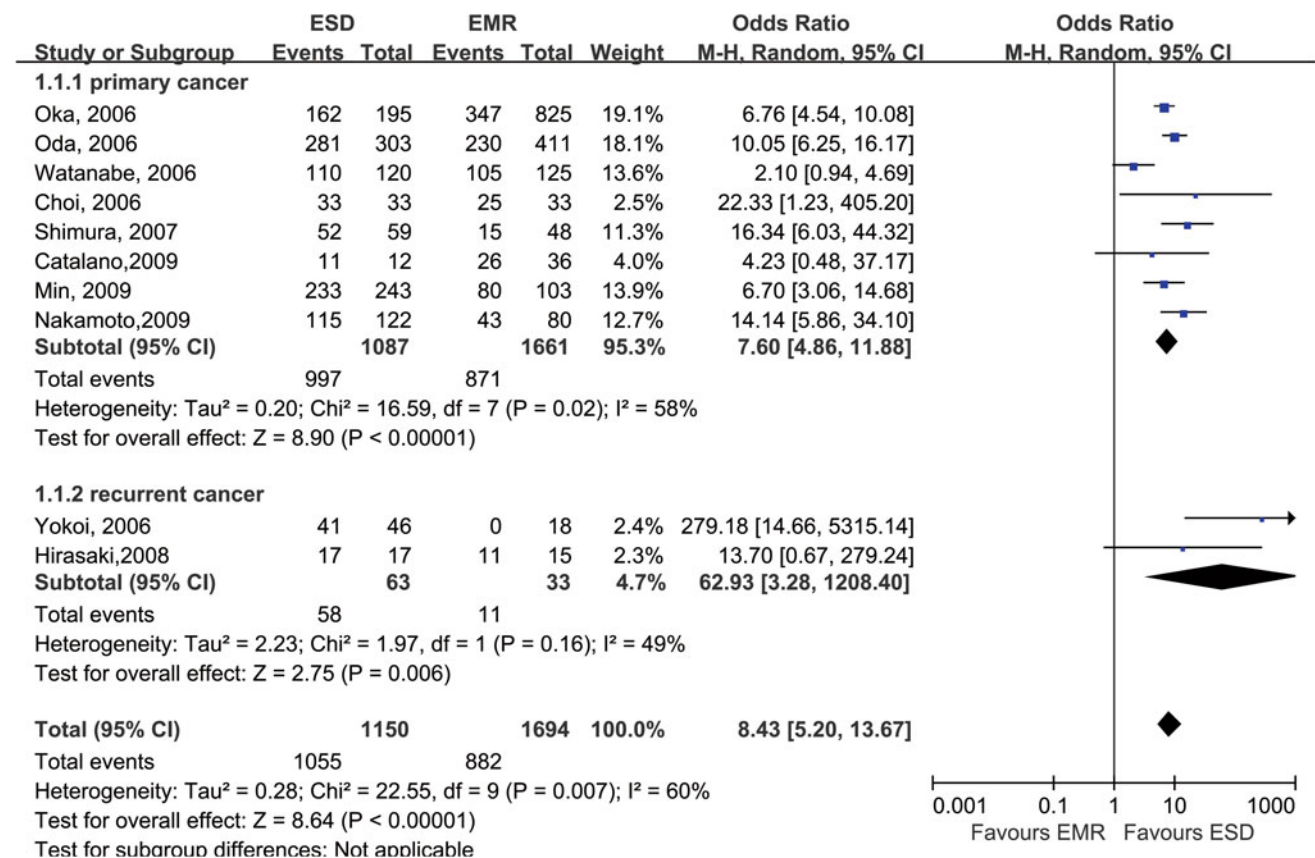 ESD EMR Odds Ratio Odds Ratio
Study or Subgroup Events Total Events Total Weight M-H, Random, 95% CI M-H, Random, 95% CI
1.1.1 primary cancer
Oka, 2006 162 195 347 825 19.1% 6.76 [4.54, 10.08]
Oda, 2006 281 303 230 411 18.1% 10.05 [6.25, 16.17]
Watanabe, 2006 110 120 105 125 13.6% 2.10 [0.94, 4.69]
Choi, 2006 33 33 25 33 2.5% 22.33 [1.23, 405.20]
Shimura, 2007 52 59 15 48 11.3% 16.34 [6.03, 44.32]
Catalano,2009 11 12 26 36 4.0% 4.23 [0.48, 37.17]
Min, 2009 233 243 80 103 13.9% 6.70 [3.06, 14.68]
Nakamoto,2009 115 122 43 80 12.7% 14.14 [5.86, 34.10]
Subtotal (95% CI) 1087 1661 95.3% 7.60 [4.86, 11.88]
Total events 997 871
Heterogeneity: Tau² = 0.20; Chi² = 16.59, df = 7 (P = 0.02); I² = 58%
Test for overall effect: Z = 8.90 (P < 0.00001)
1.1.2 recurrent cancer
Yokoi, 2006 41 46 0 18 2.4% 279.18 [14.66, 5315.14]
Hirasaki,2008 17 17 11 15 2.3% 13.70 [0.67, 279.24]
Subtotal (95% CI) 63 33 4.7% 62.93 [3.28, 1208.40]
Total events 58 11
Heterogeneity: Tau² = 2.23; Chi² = 1.97, df = 1 (P = 0.16); I² = 49%
Test for overall effect: Z = 2.75 (P = 0.006)
Total (95% CI) 1150 1694 100.0% 8.43 [5.20, 13.67]
Total events 1055 882
Heterogeneity: Tau² = 0.28; Chi² = 22.55, df = 9 (P = 0.007); I² = 60%
Test for overall effect: Z = 8.64 (P < 0.00001)
Test for subgroup differences: Not applicable
0.001 0.1 1 10 1000
Favours EMR Favours ESD